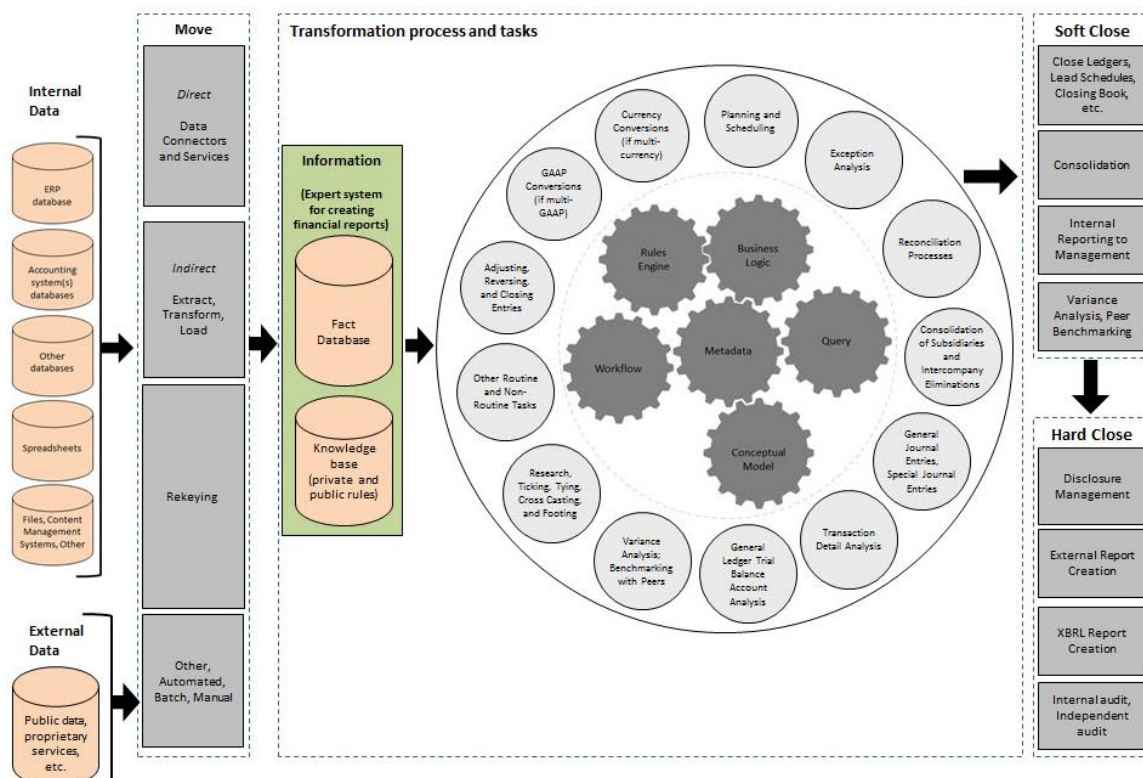 Internal
Data
ERP
database
Accounting
system(s)
databases
Other
databases
Spreadsheets
Files, Content
Management
Systems, Other
External
Data
Public data,
proprietary
services,
etc.
Move
Direct
Data
Connectors
and Services
Indirect
Extract,
Transform,
Load
Rekeying
Other,
Automated,
Batch, Manual
Transformation process and tasks
Information
(Expert system
for creating
financial reports)
Fact
Database
Knowledge
base
(private and
public rules)
Currency
Conversions
(if multi-
currency)
Planning and
Scheduling
Exception
Analysis
Reconciliation
Processes
Consolidation
of Subsidiaries
and
Intercompany
Eliminations
General
Journal
Entries,
Special Journal
Entries
Transaction
Detail Analysis
General
Ledger Trial
Balance
Account
Analysis
Variance
Analysis;
Benchmarking
with Peers
Research,
Ticking, Tying,
Cross Casting,
and Footing
Other Routine
and Non-
Routine Tasks
Adjusting,
Reversing,
and Closing
Entries
GAAP
Conversions
(if multi-
GAAP)
Rules
Engine
Business
Logic
Workflow
Metadata
Query
Conceptual
Model
Soft Close
Close Ledgers,
Lead Schedules,
Closing Book,
etc.
Consolidation
Internal
Reporting to
Management
Variance
Analysis, Peer
Benchmarking
Hard Close
Disclosure
Management
External Report
Creation
XBRL Report
Creation
Internal audit,
Independent
audit